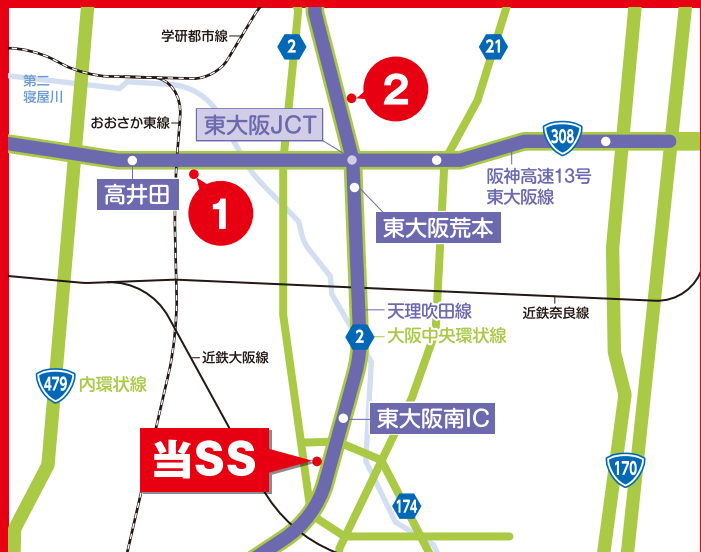 学研都市線
2
21
第二
寝屋川
2
おおさか東線
東大阪JCT
308
高井田
1
阪神高速13号
東大阪線
東大阪荒本
天理吹田線
近鉄奈良線
2
大阪中央環状線
近鉄大阪線
479
内環状線
東大阪南IC
当SS
170
174